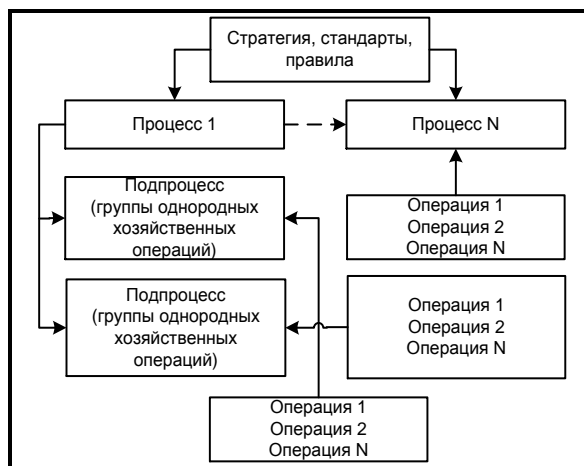 Стратегия, стандарты,
правила
Процесс 1
Процесс N
Подпроцесс
(группы однородных
хозяйственных
операций)
Операция 1
Операция 2
Операция N
Подпроцесс
(группы однородных
хозяйственных
операций)
Операция 1
Операция 2
Операция N
Операция 1
Операция 2
Операция N